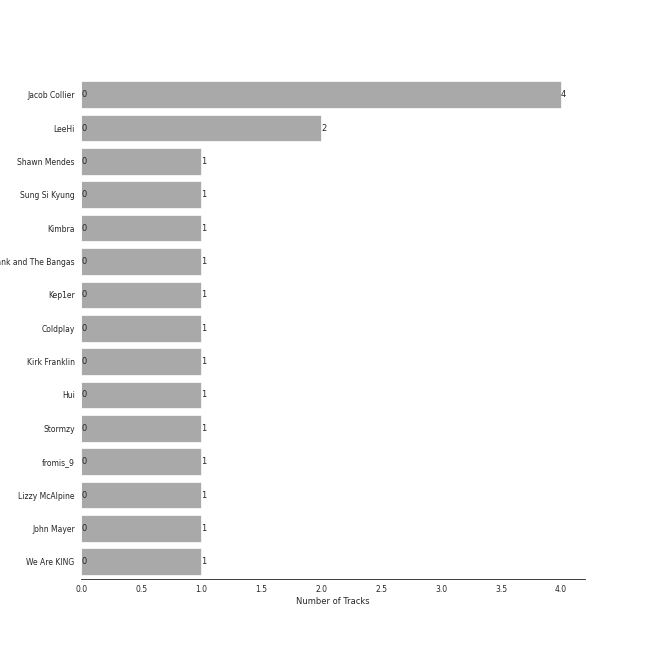 Jacob Collier 0 4
LeeHi 0 2
Shawn Mendes 0 1
Sung Si Kyung 0 1
Kimbra 0 1
and The Bangas 0 1
Kep1er 0 1
Coldplay 0 1
Kirk Franklin 0 1
Hui 0 1
Stormzy 0 1
fromis_9 0 1
Lizzy McAlpine 0 1
John Mayer 0 1
We Are KING 0 1
0.0 0.5 1.0 1.5 2.0 2.5 3.0 3.5 4.0
Number of Tracks